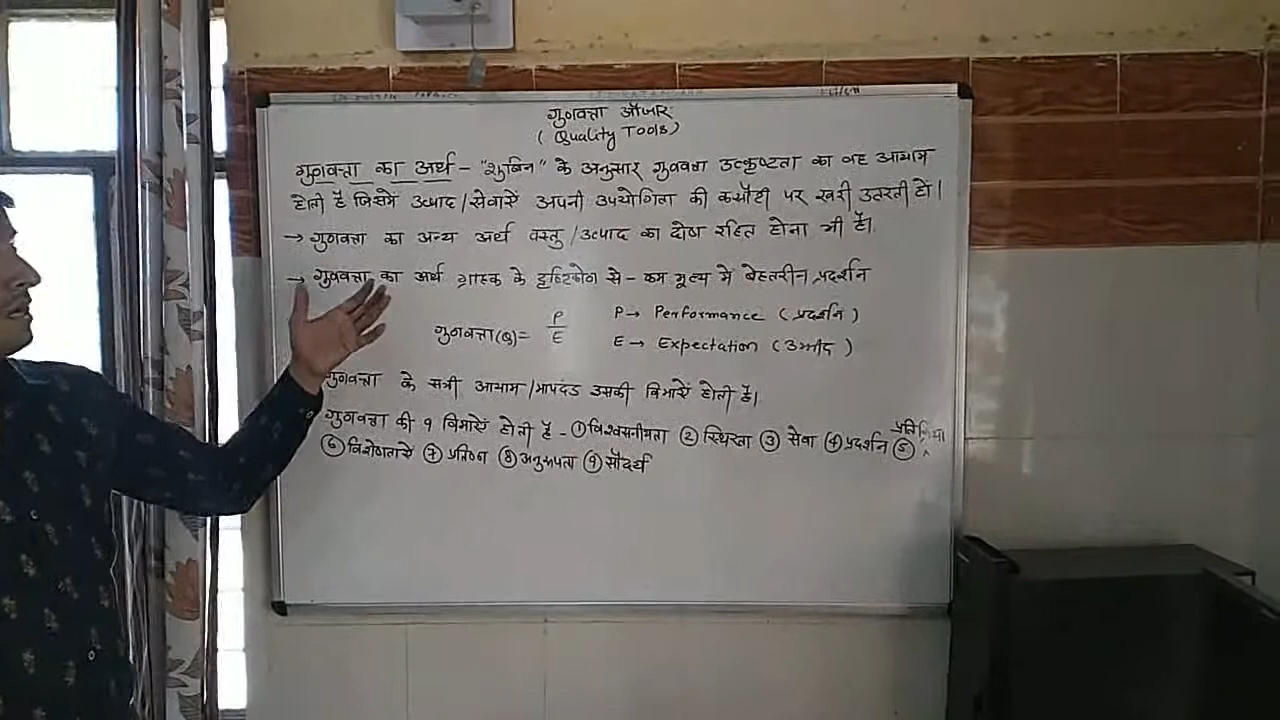 गुणवत्ता औजार
( Quality Tools )
गुणवत्ता का अर्थ - "शुबिन" के अनुसार गुणवत्ता उत्कृष्टता का वह आयाम
होती है जिसमें उत्पाद / सेवायें अपनी उपयोगिता की कसौटी पर खरी उतरती हों।
→ गुणवत्ता का अन्य अर्थ वस्तु / उत्पाद का दोष रहित होना भी है।
→ गुणवत्ता का अर्थ ग्राहक के दृष्टिकोण से - कम मूल्य में बेहतरीन प्रदर्शन
गुणवत्ता (Q) = P/E P → Performance ( प्रदर्शन )
E → Expectation ( उम्मीद )
गुणवत्ता के सभी आयाम / मापदंड उसकी विमाएँ होती है।
गुणवत्ता की 9 विमाएँ होती है - ① विश्वसनीयता ② स्थिरता ③ सेवा ④ प्रदर्शन ⑤ प्रतिक्रिया
⑥ विशेषतायें ⑦ प्रतिष्ठा ⑧ अनुरूपता ⑨ सौंदर्य